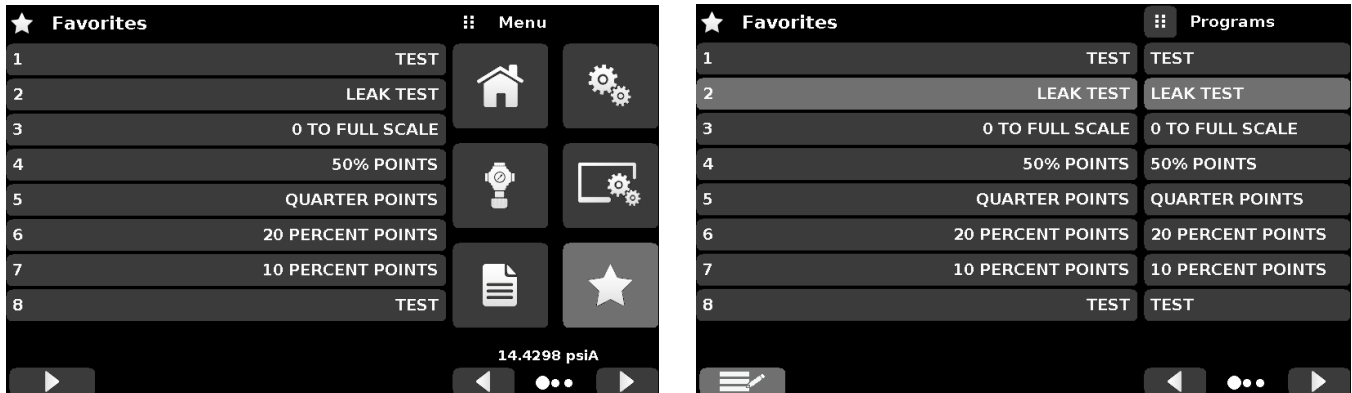 Favorites Menu
1 TEST
2 LEAK TEST
3 0 TO FULL SCALE
4 50% POINTS
5 QUARTER POINTS
6 20 PERCENT POINTS
7 10 PERCENT POINTS
8 TEST
14.4298 psiA
Favorites Programs
1 TEST TEST
2 LEAK TEST LEAK TEST
3 0 TO FULL SCALE 0 TO FULL SCALE
4 50% POINTS 50% POINTS
5 QUARTER POINTS QUARTER POINTS
6 20 PERCENT POINTS 20 PERCENT POINTS
7 10 PERCENT POINTS 10 PERCENT POINTS
8 TEST TEST